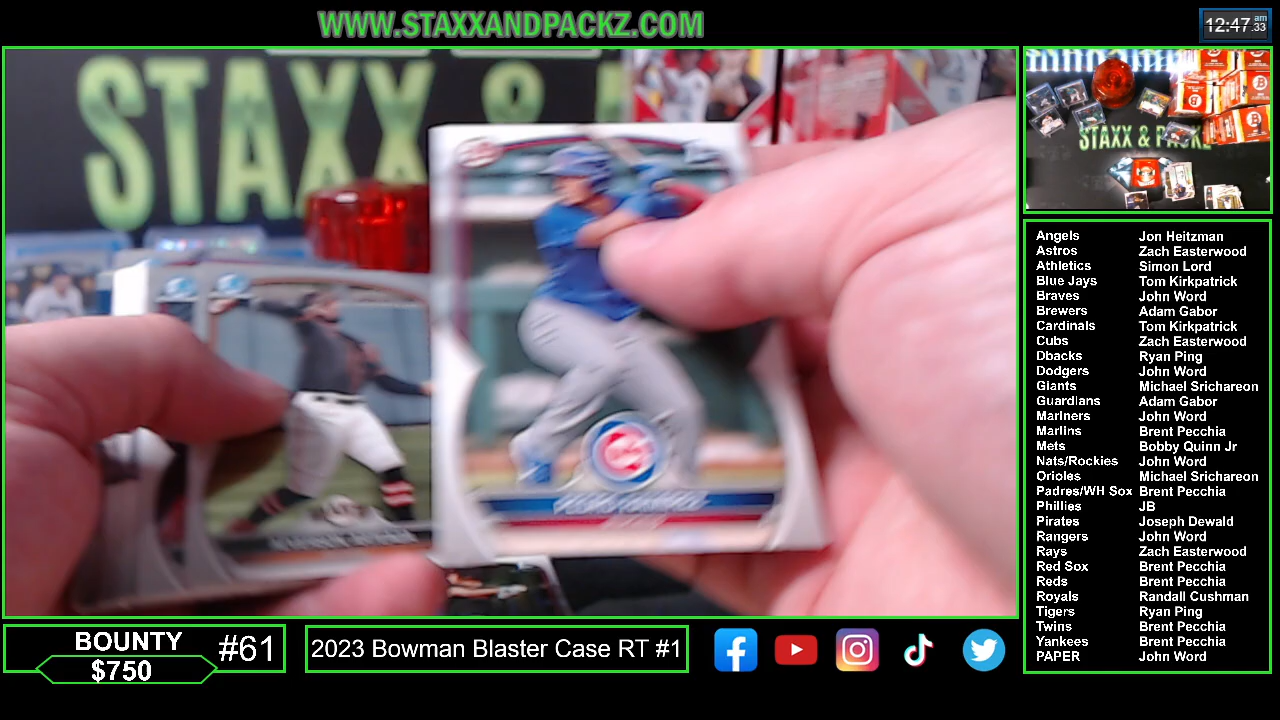 WWW.STAXXANDPACKZ.COM
12:47 am .33
STAXX &
STAXX & PACKZ
Angels Jon Heitzman
Astros Zach Easterwood
Athletics Simon Lord
Blue Jays Tom Kirkpatrick
Braves John Word
Brewers Adam Gabor
Cardinals Tom Kirkpatrick
Cubs Zach Easterwood
Dbacks Ryan Ping
Dodgers John Word
Giants Michael Srichareon
Guardians Adam Gabor
Mariners John Word
Marlins Brent Pecchia
Mets Bobby Quinn Jr
Nats/Rockies John Word
Orioles Michael Srichareon
Padres/WH Sox Brent Pecchia
Phillies JB
Pirates Joseph Dewald
Rangers John Word
Rays Zach Easterwood
Red Sox Brent Pecchia
Reds Brent Pecchia
Royals Randall Cushman
Tigers Ryan Ping
Twins Brent Pecchia
Yankees Brent Pecchia
PAPER John Word
BOUNTY #61
$750
2023 Bowman Blaster Case RT #1